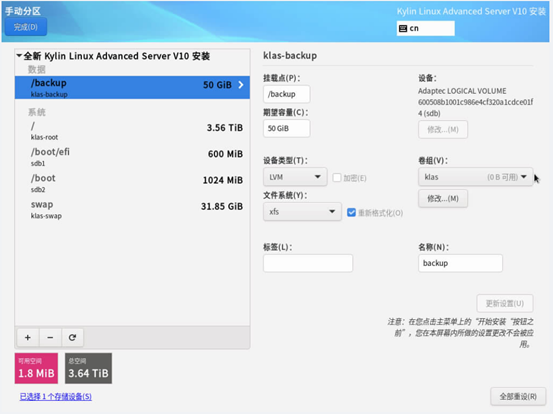 手动分区
Kylin Linux Advanced Server V10 安装
完成(D)
cn
全新 Kylin Linux Advanced Server V10 安装
数据
/backup
50 GiB
klas-backup
系统
/
3.56 TiB
klas-root
/boot/efi
600 MiB
sdb1
/boot
1024 MiB
sdb2
swap
31.85 GiB
klas-swap
可用空间
1.8 MiB
总空间
3.64 TiB
已选择 1 个存储设备(S)
klas-backup
挂载点(P):
/backup
期望容量(C):
50 GiB
设备:
Adaptec LOGICAL VOLUME
600508b1001c986e4cf320a1cdce01f
4 (sdb)
修改...(M)
设备类型(T):
LVM
加密(E)
卷组(V):
klas (0 B 可用)
修改...(M)
文件系统(Y):
xfs
重新格式化(O)
标签(L):
名称(N):
backup
更新设置(U)
注意：在您点击主菜单上的“开始安装“按钮之
前”，您在本屏幕内所做的设置更改不会被应
用。
全部重设(R)